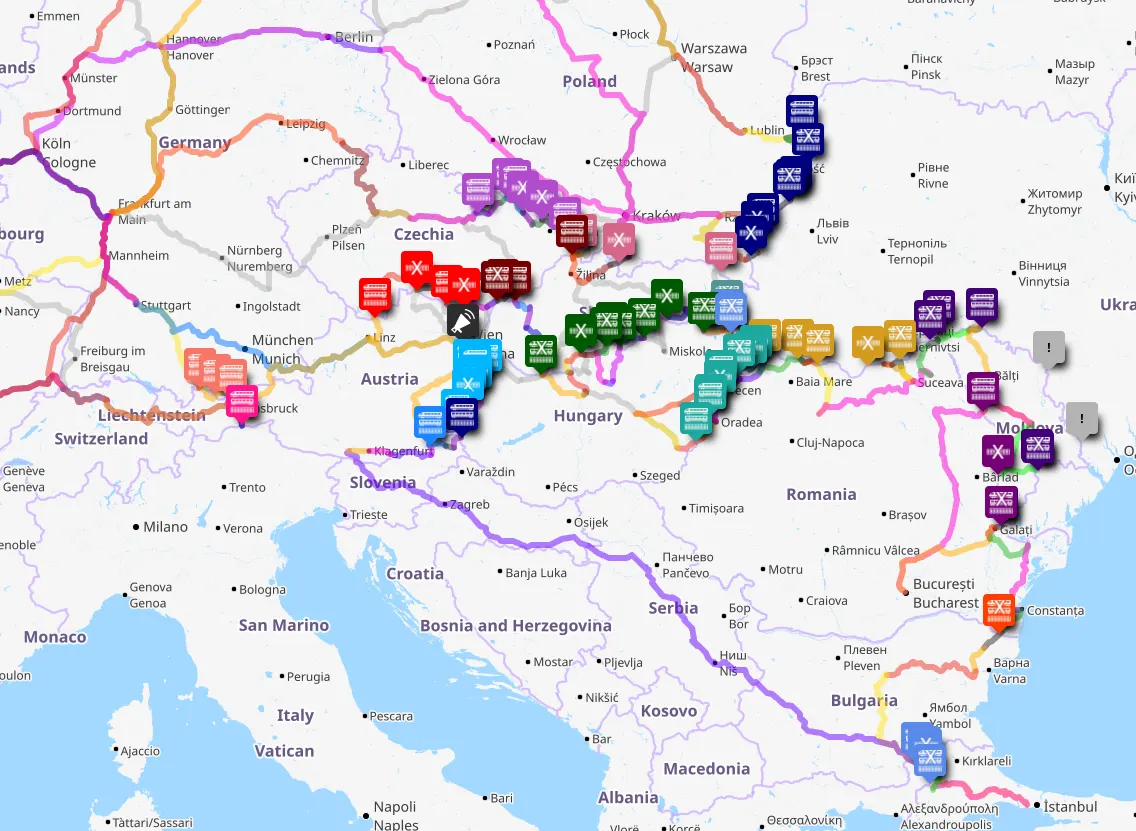 Emmen
Płock
Hannover
Hanover
Berlin
Poznań
Warszawa
Warsaw
Брэст
Brest
Пінск
Pinsk
Мазыр
Mazyr
ands
Münster
Zielona Góra
Poland
Dortmund
Göttingen
Leipzig
Lublin
Köln
Cologne
Germany
Wrocław
Chemnitz
Liberec
Częstochowa
ść
Рівне
Rivne
Киї
Kyiv
Житомир
Zhytomyr
Frankfurt am
Main
Kraków
Львів
Lviv
bourg
Plzeň
Pilsen
Czechia
Тернопіль
Ternopil
Nürnberg
Nuremberg
Mannheim
Metz
Žilina
Вінниця
Vinnytsia
Nancy
Stuttgart
Ingolstadt
Ukra
Linz
München
Munich
Freiburg im
Breisgau
Miskol
ernivtsi
!
Austria
Baia Mare
Suceava
Bălți
ecen
Liechtenstein
sbruck
Hungary
Oradea
!
Moldova
Switzerland
Cluj-Napoca
Klagenfurt
Genève
Geneva
Slovenia
Varaždin
Szeged
Bârlad
Trento
Pécs
Romania
Zagreb
Trieste
Timișoara
Brașov
Milano
Verona
Osijek
Galați
enoble
Râmnicu Vâlcea
Панчево
Pančevo
Croatia
Banja Luka
Motru
Genova
Genoa
Bologna
București
Bucharest
Craiova
Serbia
Constanța
Бор
Bor
San Marino
Bosnia and Herzegovina
Monaco
Плевен
Pleven
Ниш
Niš
Варна
Varna
Mostar
Pljevlja
oulon
Perugia
Nikšić
Bulgaria
Italy
Kosovo
Ямбол
Yambol
Pescara
Ajaccio
Vatican
Bar
Kırklareli
Macedonia
Albania
Bari
Napoli
Naples
Αλεξανδρούπολη
Alexandroupolis
İstanbul
Tàttari/Sassari
Θεσσαλονίκη